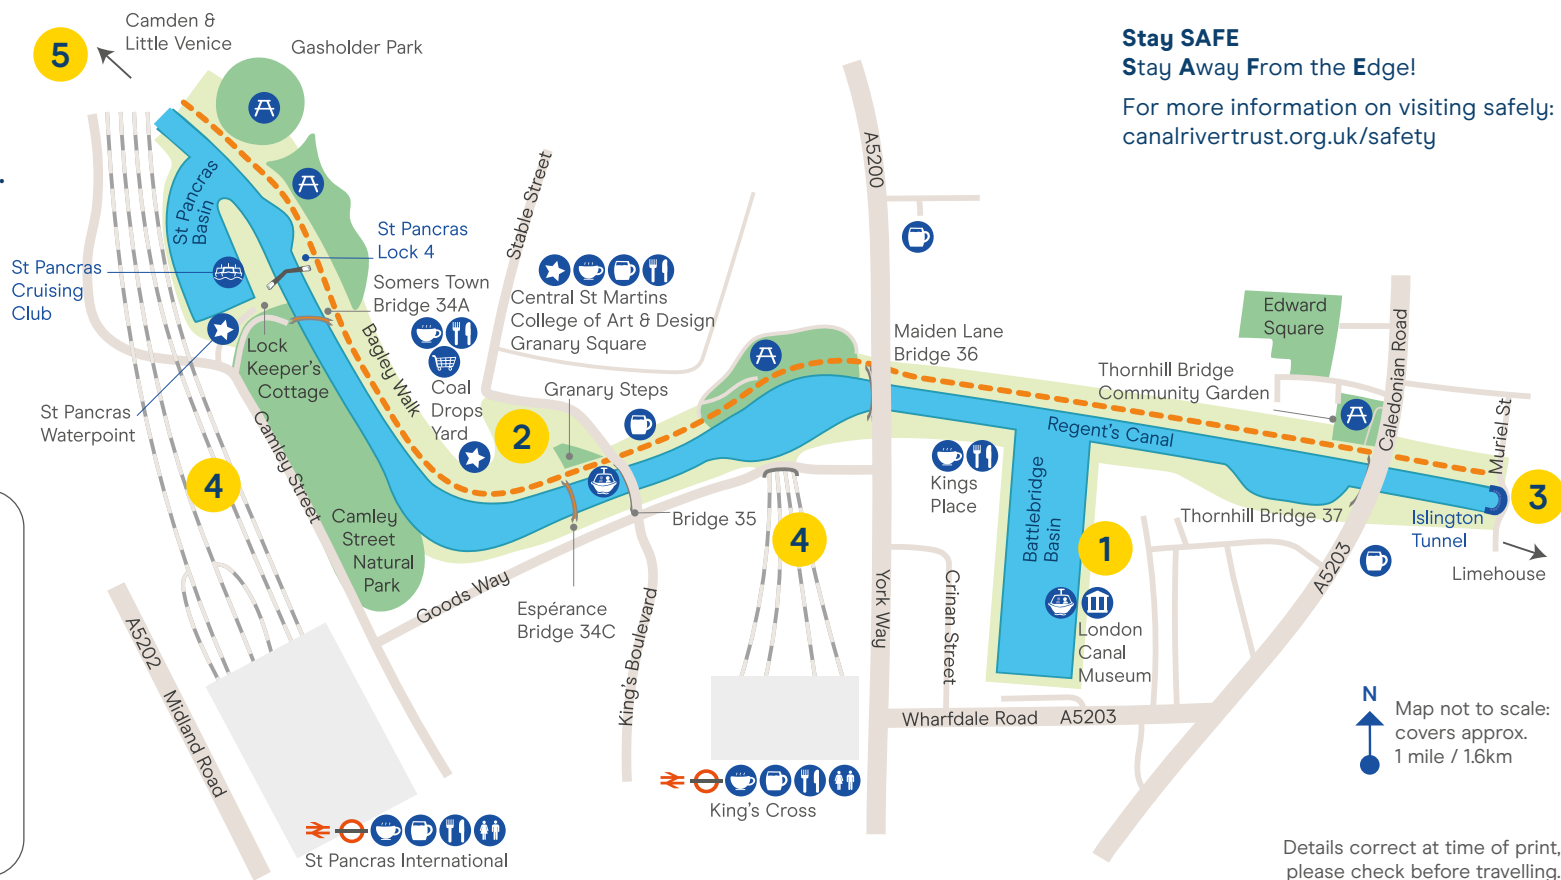 Camden &
Little Venice
5
Gasholder Park
Stay SAFE
Stay Away From the Edge!
For more information on visiting safely:
canalrivertrust.org.uk/safety
A5200
St Pancras
Basin
Stable Street
St Pancras
Lock 4
St Pancras
Cruising
Club
Somers Town
Bridge 34A
Central St Martins
College of Art & Design
Granary Square
Edward
Square
Maiden Lane
Bridge 36
Lock
Keeper's
Cottage
Bagley Walk
Coal
Drops
Yard
Granary Steps
Thornhill Bridge
Community Garden
Caledonian Road
St Pancras
Waterpoint
Camley Street
2
Regent's Canal
Muriel St
4
Kings
Place
Battlebridge
Basin
3
Camley
Street
Natural
Park
Bridge 35
4
1
Thornhill Bridge 37
Islington
Tunnel
Limehouse
Goods Way
Espérance
Bridge 34C
King's Boulevard
York Way
Crinan Street
A5203
London
Canal
Museum
A5202
Midland Road
Wharfdale Road A5203
N
Map not to scale:
covers approx.
1 mile / 1.6km
King's Cross
St Pancras International
Details correct at time of print,
please check before travelling.